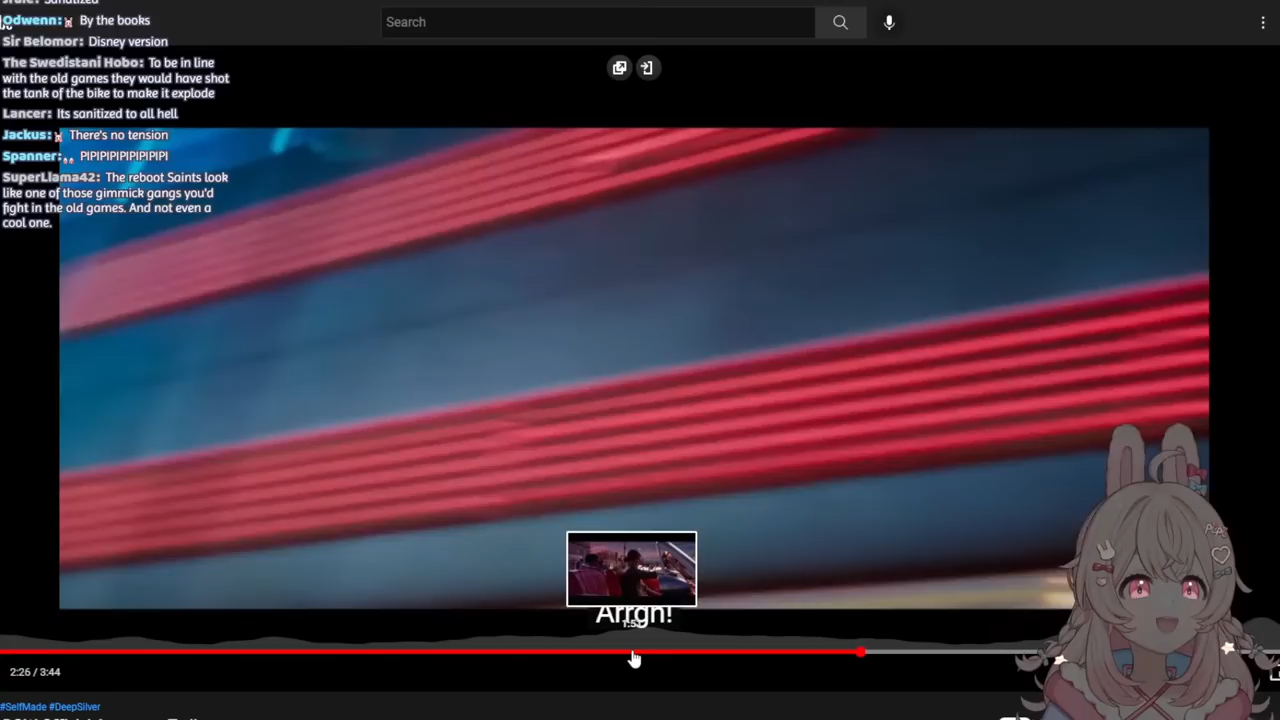 Odwenn: By the books
Search
Sir Belomor: Disney version
The Swedistani Hobo: To be in line
with the old games they would have shot
the tank of the bike to make it explode
Lancer: Its sanitized to all hell
Jackus: There's no tension
Spanner: PIPIPIPIPIPIPIPI
SuperLlama42: The reboot Saints look
like one of those gimmick gangs you'd
fight in the old games. And not even a
cool one.
Arrgh!
2:26 / 3:44
#SelfMade #DeepSilver